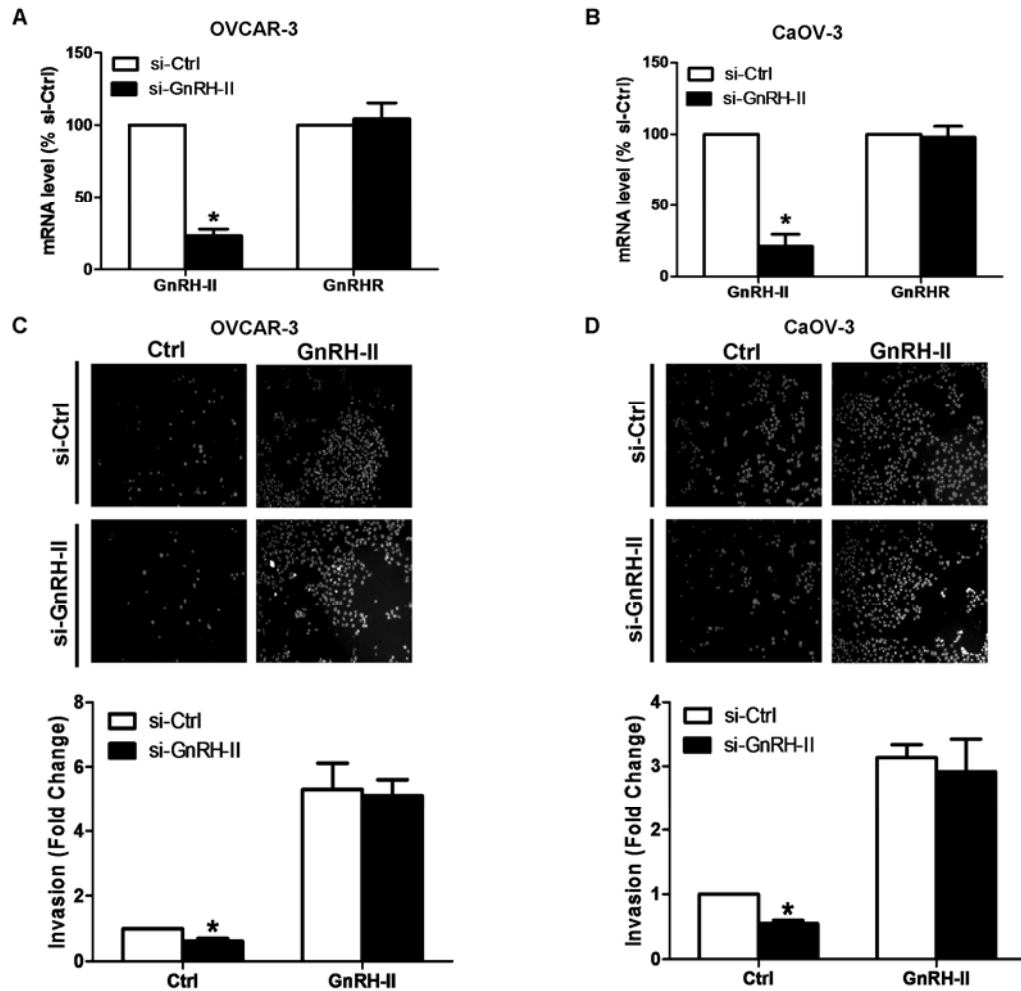 A
OVCAR-3
150
100
50
0
mRNA level (% si-Ctrl)
si-Ctrl
si-GnRH-II
*
GnRH-II
GnRHR
B
CaOV-3
150
100
50
0
mRNA level (% si-Ctrl)
si-Ctrl
si-GnRH-II
*
GnRH-II
GnRHR
C
OVCAR-3
Ctrl
GnRH-II
si-Ctrl
si-GnRH-II
8
6
4
2
0
Invasion (Fold Change)
si-Ctrl
si-GnRH-II
*
Ctrl
GnRH-II
D
CaOV-3
Ctrl
GnRH-II
si-Ctrl
si-GnRH-II
4
3
2
1
0
Invasion (Fold Change)
si-Ctrl
si-GnRH-II
*
Ctrl
GnRH-II